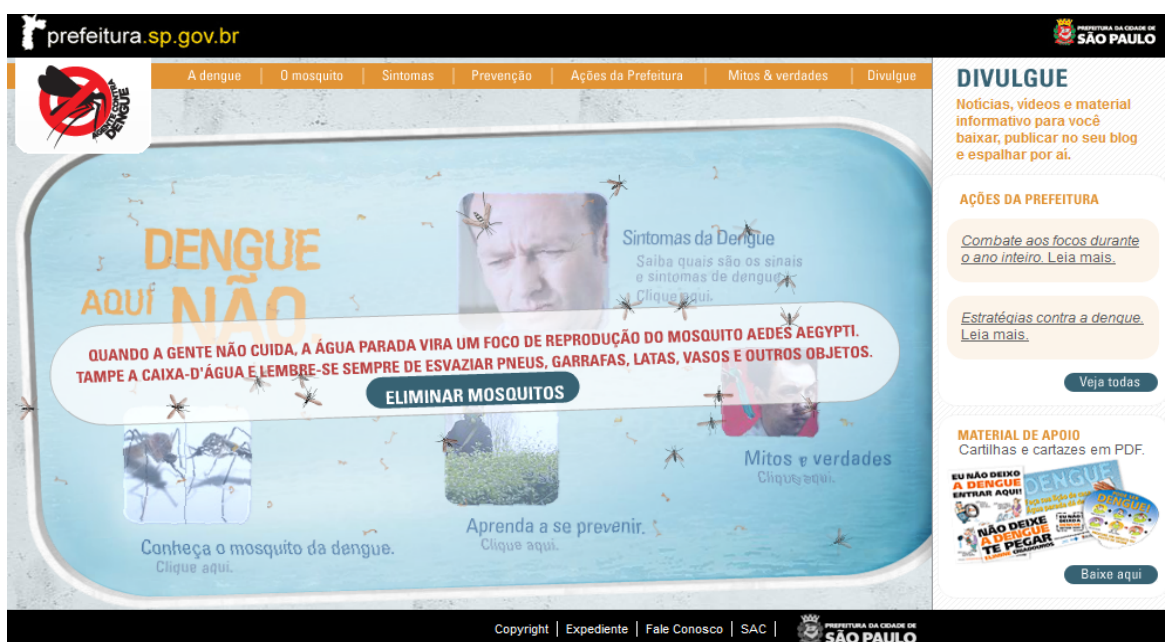 prefeitura.sp.gov.br
PREFEITURA DA CIDADE DE
SÃO PAULO
AGENTE CONTRA
DENGUE
A dengue | O mosquito | Sintomas | Prevenção | Ações da Prefeitura | Mitos & verdades | Divulgue
DENGUE
AQUI NÃO.
Sintomas da Dengue
Saiba quais são os sinais
e sintomas de dengue.
Clique aqui.
QUANDO A GENTE NÃO CUIDA, A ÁGUA PARADA VIRA UM FOCO DE REPRODUÇÃO DO MOSQUITO AEDES AEGYPTI.
TAMPE A CAIXA-D'ÁGUA E LEMBRE-SE SEMPRE DE ESVAZIAR PNEUS, GARRAFAS, LATAS, VASOS E OUTROS OBJETOS.
ELIMINAR MOSQUITOS
Mitos e verdades
Clique aqui.
Aprenda a se prevenir.
Clique aqui.
Conheça o mosquito da dengue.
Clique aqui.
DIVULGUE
Notícias, vídeos e material
informativo para você
baixar, publicar no seu blog
e espalhar por aí.
AÇÕES DA PREFEITURA
Combate aos focos durante
o ano inteiro. Leia mais.
Estratégias contra a dengue.
Leia mais.
Veja todas
MATERIAL DE APOIO
Cartilhas e cartazes em PDF.
EU NÃO DEIXO
A DENGUE
ENTRAR AQUI!
DENGUE
NÃO DEIXE
A DENGUE
TE PEGAR
DENGUE!
Baixe aqui
Copyright | Expediente | Fale Conosco | SAC |
PREFEITURA DA CIDADE DE
SÃO PAULO